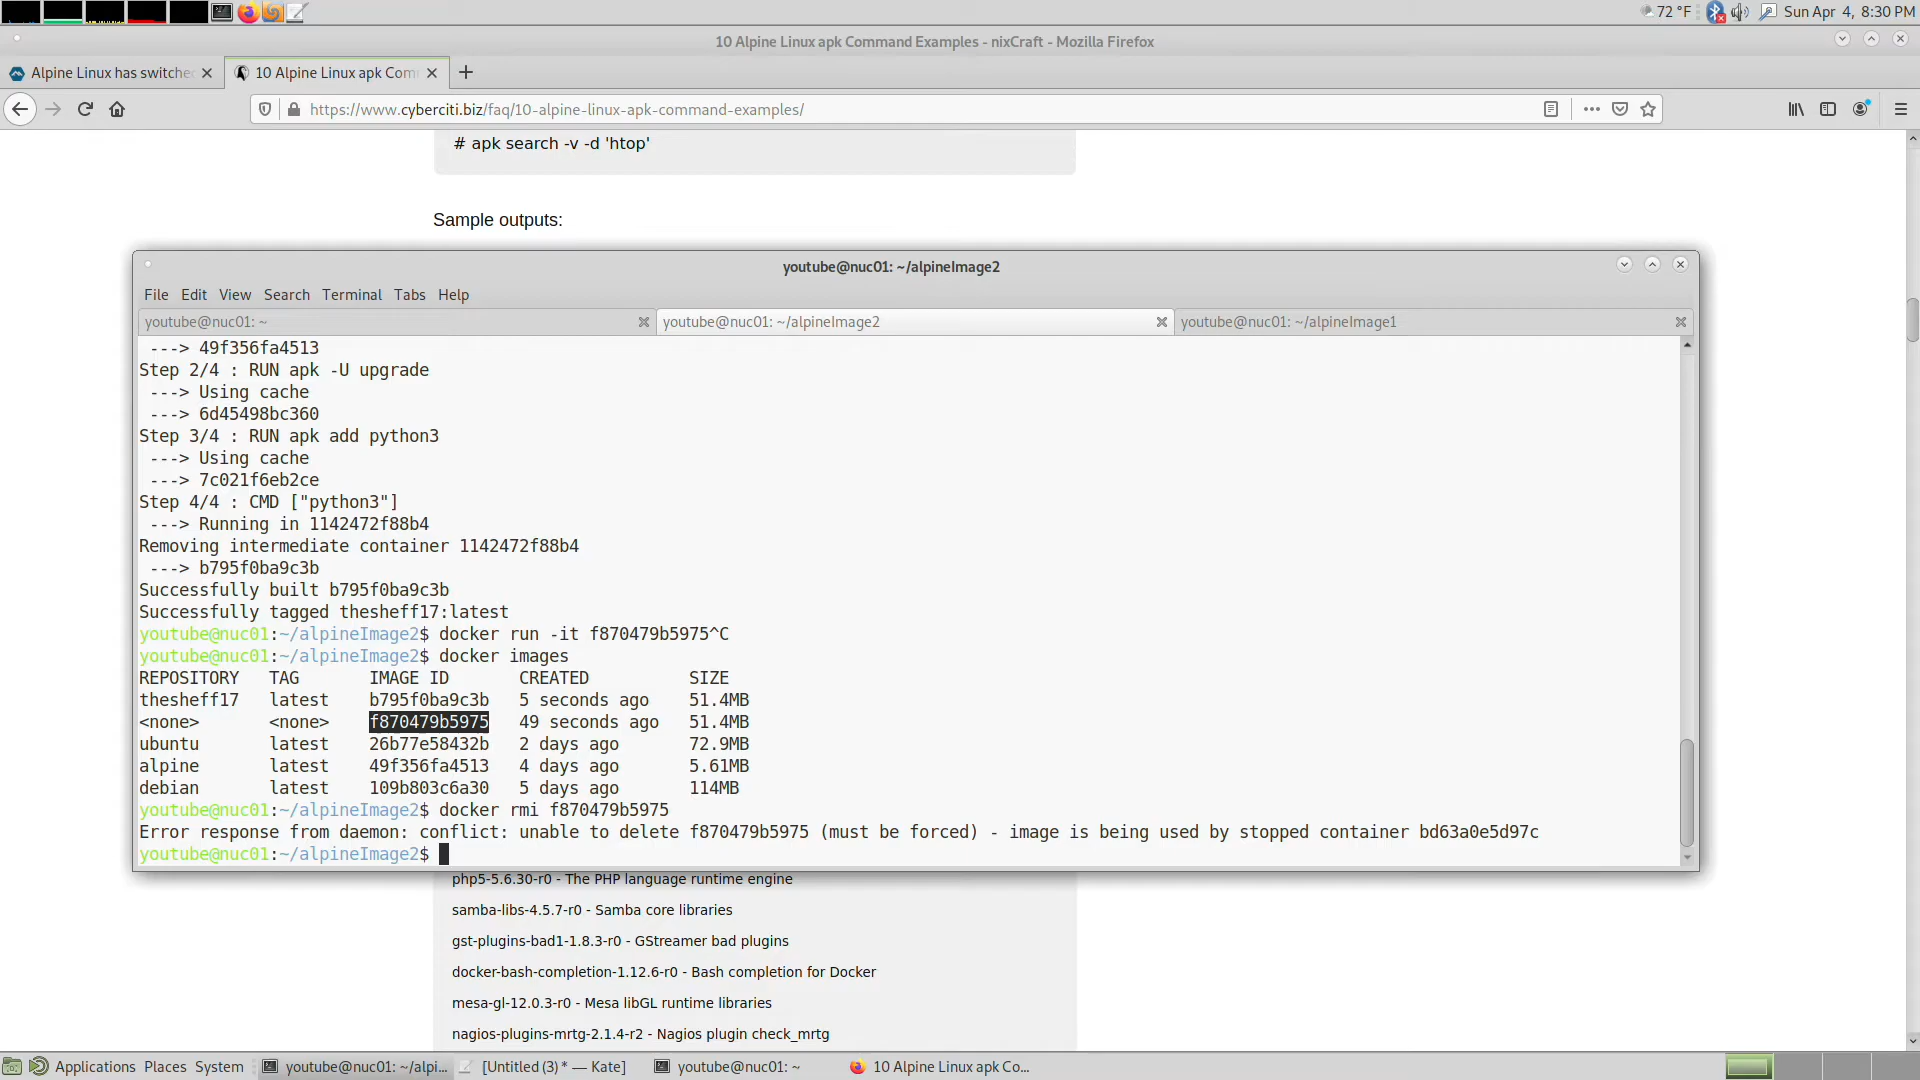 72 °F
Sun Apr 4, 8:30 PM
10 Alpine Linux apk Command Examples - nixCraft - Mozilla Firefox
Alpine Linux has switche
10 Alpine Linux apk Com
https://www.cyberciti.biz/faq/10-alpine-linux-apk-command-examples/
# apk search -v -d 'htop'
Sample outputs:
youtube@nuc01: ~/alpineImage2
File Edit View Search Terminal Tabs Help
youtube@nuc01: ~
youtube@nuc01: ~/alpineImage2
youtube@nuc01: ~/alpineImage1
---> 49f356fa4513
Step 2/4 : RUN apk -U upgrade
---> Using cache
---> 6d45498bc360
Step 3/4 : RUN apk add python3
---> Using cache
---> 7c021f6eb2ce
Step 4/4 : CMD ["python3"]
---> Running in 1142472f88b4
Removing intermediate container 1142472f88b4
---> b795f0ba9c3b
Successfully built b795f0ba9c3b
Successfully tagged thesheff17:latest
youtube@nuc01:~/alpineImage2$ docker run -it f870479b5975^C
youtube@nuc01:~/alpineImage2$ docker images
REPOSITORY TAG IMAGE ID CREATED SIZE
thesheff17 latest b795f0ba9c3b 5 seconds ago 51.4MB
<none> <none> f870479b5975 49 seconds ago 51.4MB
ubuntu latest 26b77e58432b 2 days ago 72.9MB
alpine latest 49f356fa4513 4 days ago 5.61MB
debian latest 109b803c6a30 5 days ago 114MB
youtube@nuc01:~/alpineImage2$ docker rmi f870479b5975
Error response from daemon: conflict: unable to delete f870479b5975 (must be forced) - image is being used by stopped container bd63a0e5d97c
youtube@nuc01:~/alpineImage2$
php5-5.6.30-r0 - The PHP language runtime engine
samba-libs-4.5.7-r0 - Samba core libraries
gst-plugins-bad1-1.8.3-r0 - GStreamer bad plugins
docker-bash-completion-1.12.6-r0 - Bash completion for Docker
mesa-gl-12.0.3-r0 - Mesa libGL runtime libraries
nagios-plugins-mrtg-2.1.4-r2 - Nagios plugin check_mrtg
Applications Places System
youtube@nuc01: ~/alpi...
[Untitled (3) * — Kate]
youtube@nuc01: ~
10 Alpine Linux apk Co...